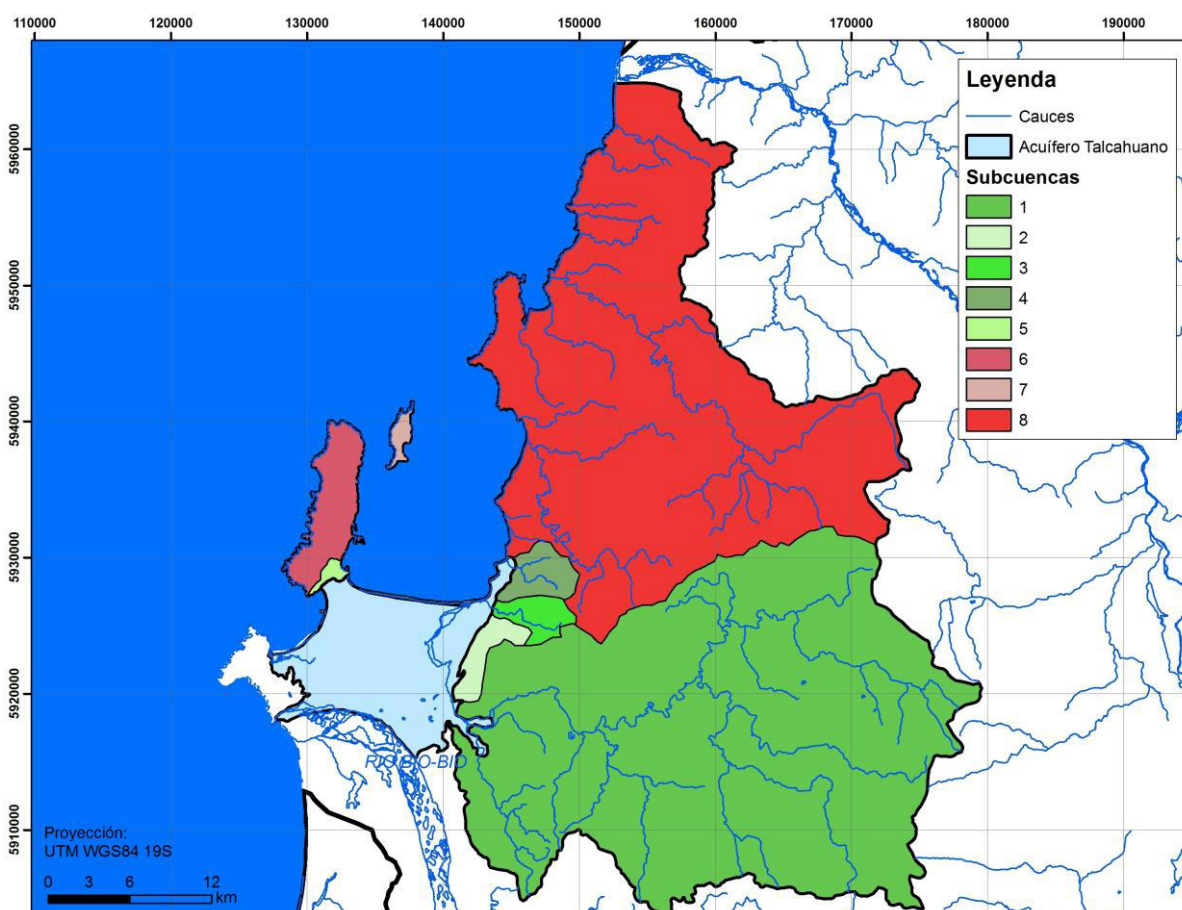 110000 120000 130000 140000 150000 160000 170000 180000 190000
5960000
5950000
5940000
5930000
5920000
5910000
Leyenda
Cauces
Acuífero Talcahuano
Subcuencas
1
2
3
4
5
6
7
8
RIO BIO-BIO
Proyección:
UTM WGS84 19S
0 3 6 12
km